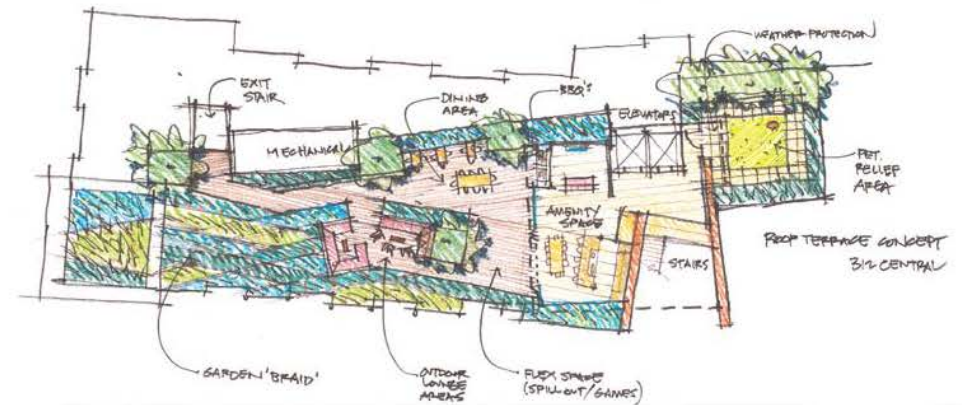 WEATHER PROTECTION
EXIT
STAIR
DINING
AREA
BBQ'S
ELEVATORS
MECHANICAL
PET
RELIEF
AREA
AMENITY
SPACE
STAIRS
ROOF TERRACE CONCEPT
312 CENTRAL
GARDEN 'BRAID'
OUTDOOR
LOUNGE
AREAS
FLEX SPACE
(SPILL OUT/GAMES)